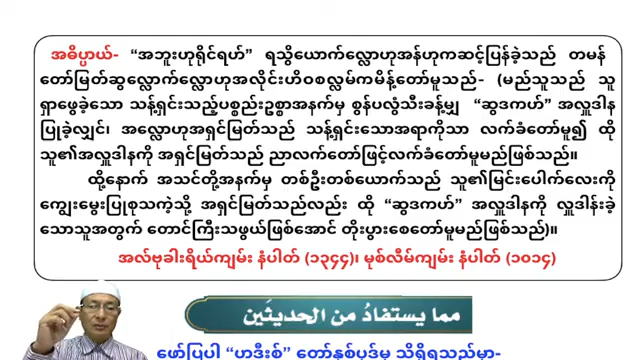 အဓိပ္ပာယ်- “အဘူးဟုရိုင်ရဟ်” ရသွိယောက်လ္လောဟုအန်ဟုကဆင့်ပြန်ခဲ့သည် တမန်
တော်မြတ်ဆွလ္လောက်လ္လောဟုအလိုင်းဟိဝစလ္လမ်ကမိန့်တော်မူသည်- (မည်သူသည် သူ
ရှာဖွေခဲ့သော သန့်ရှင်းသည့်ပစ္စည်းဥစ္စာအနက်မှ စွန်ပလွံသီးခန့်မျှ “ဆွဒကဟ်” အလှူဒါန
ပြုခဲ့လျှင်၊ အလ္လောဟုအရှင်မြတ်သည် သန့်ရှင်းသောအရာကိုသာ လက်ခံတော်မူ၍ ထို
သူ၏အလှူဒါနကို အရှင်မြတ်သည် ညာလက်တော်ဖြင့်လက်ခံတော်မူမည်ဖြစ်သည်။
ထို့နောက် အသင်တို့အနက်မှ တစ်ဦးတစ်ယောက်သည် သူ၏မြင်းပေါက်လေးကို
ကျွေးမွေးပြုစုသကဲ့သို့ အရှင်မြတ်သည်လည်း ထို “ဆွဒကဟ်” အလှူဒါနကို လှူဒါန်းခဲ့
သောသူအတွက် တောင်ကြီးသဖွယ်ဖြစ်အောင် တိုးပွားစေတော်မူမည်ဖြစ်သည်)။
အလ်ဗုခါးရိယ်ကျမ်း နံပါတ် (၁၃၄၄)၊ မုစ်လီမ်ကျမ်း နံပါတ် (၁၀၁၄)
مما يستفادُ من الحديثَين
ဖော်ပြပါ “ဟဒီးစ်” တော်နှစ်ပုဒ်မှ သိရှိရသည်မှာ-